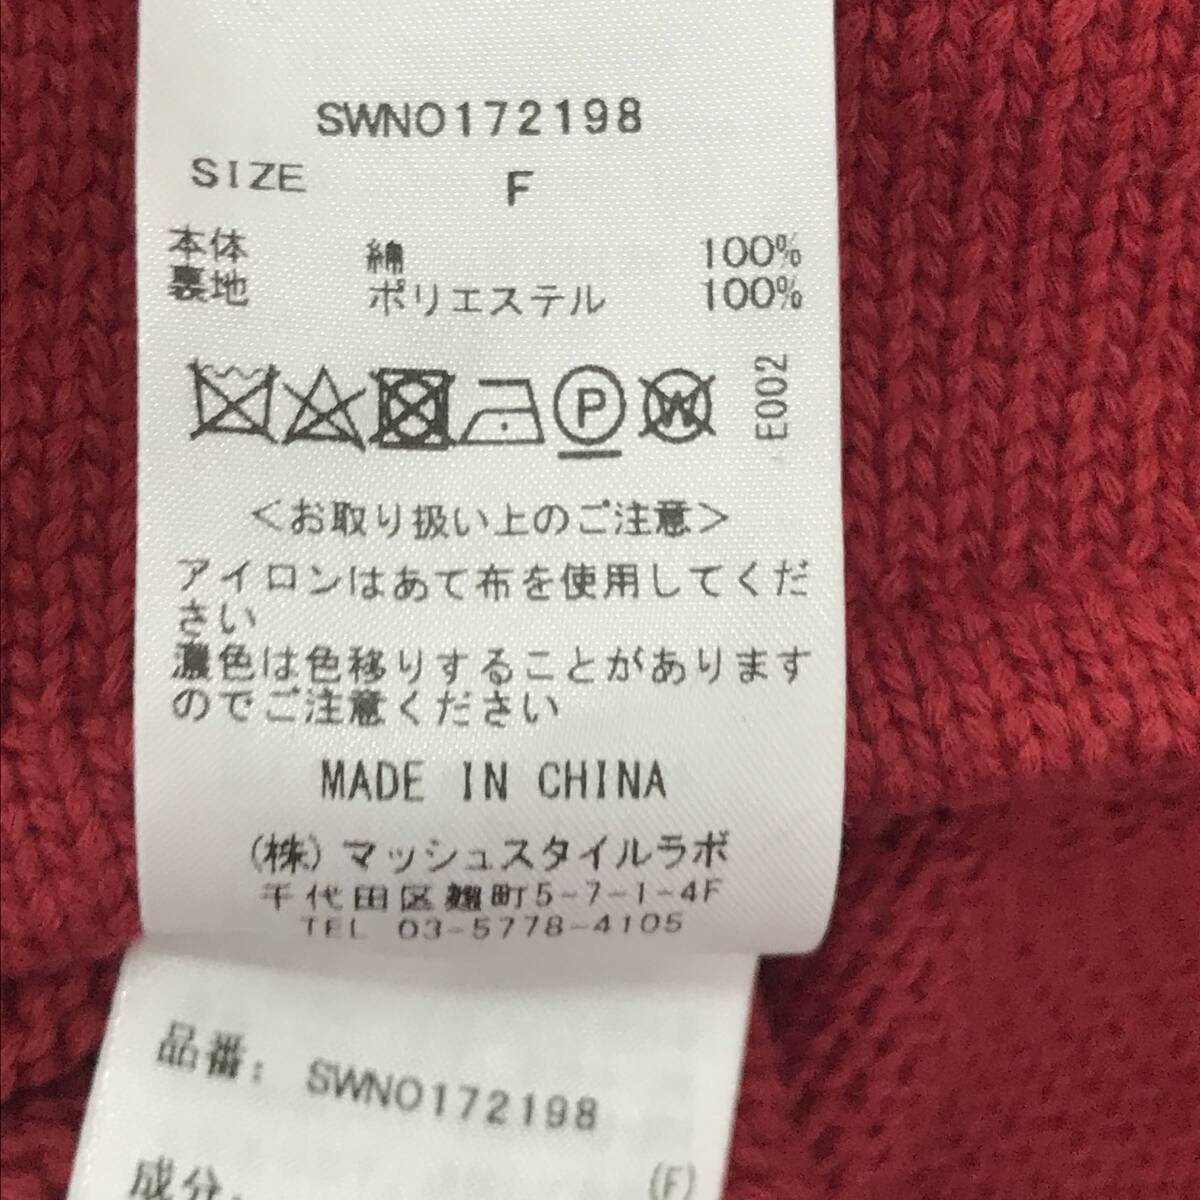 SWNO172198
SIZE F
本体 綿 100%
裏地 ポリエステル 100%
P W
E002
<お取り扱い上のご注意>
アイロンはあて布を使用してくだ
さい
濃色は色移りすることがあります
のでご注意ください
MADE IN CHINA
(株)マッシュスタイルラボ
千代田区麹町5-7-1-4F
TEL 03-5778-4105
品番: SWNO172198
成分. (F)